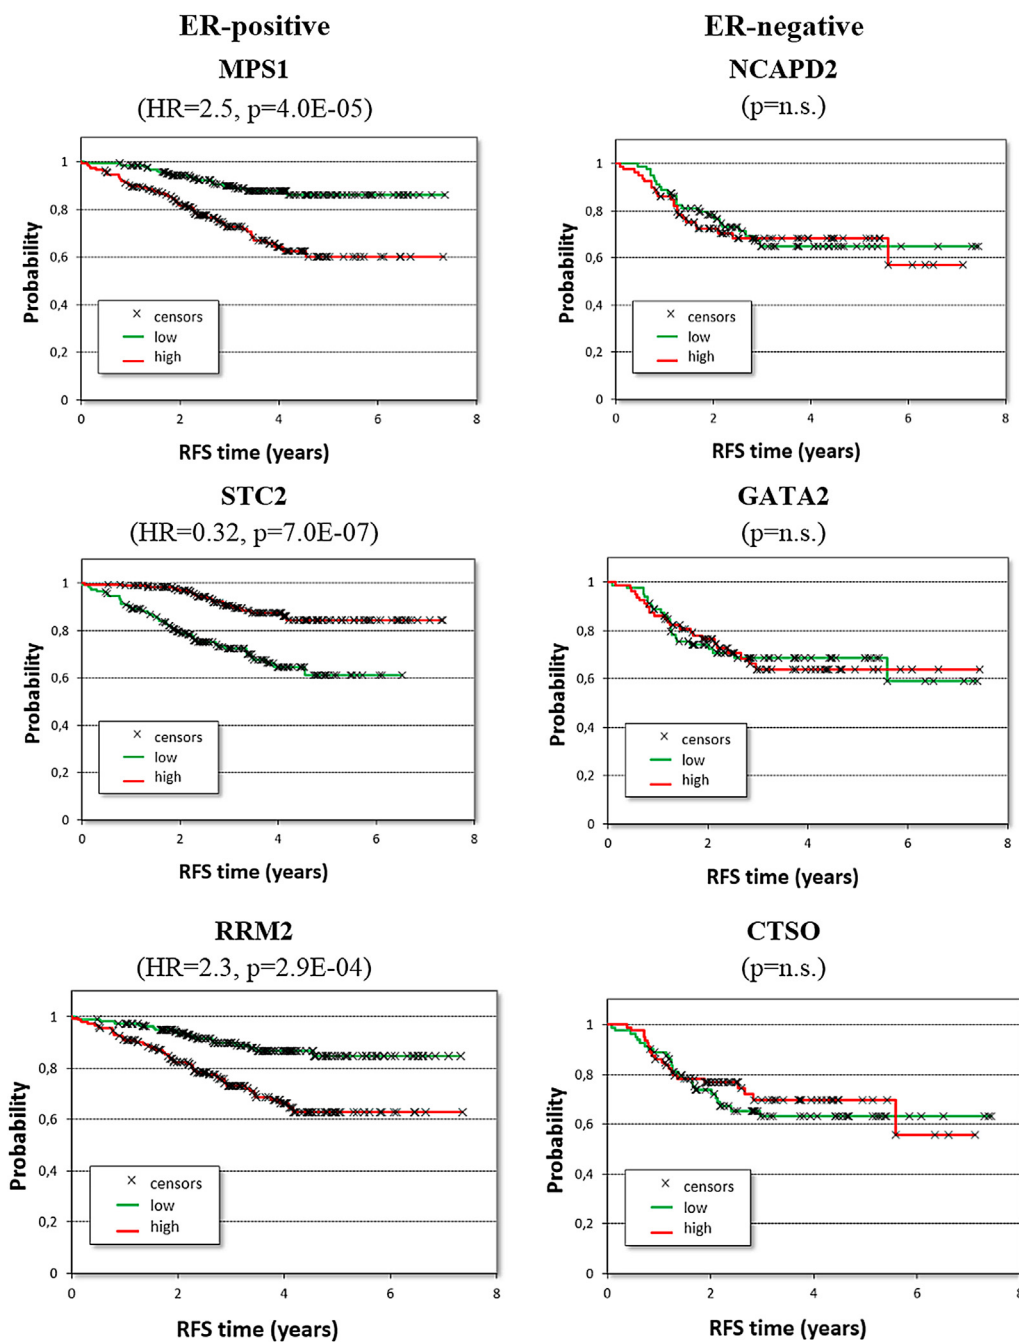 ER-positive
ER-negative
MPS1
(HR=2.5, p=4.0E-05)
1
0,8
0,6
0,4
0,2
0
Probability
censors
low
high
0 2 4 6 8
RFS time (years)
NCAPD2
(p=n.s.)
1
0,8
0,6
0,4
0,2
0
Probability
censors
low
high
0 2 4 6 8
RFS time (years)
STC2
(HR=0.32, p=7.0E-07)
1
0,8
0,6
0,4
0,2
0
Probability
censors
low
high
0 2 4 6 8
RFS time (years)
GATA2
(p=n.s.)
1
0,8
0,6
0,4
0,2
0
Probability
censors
low
high
0 2 4 6 8
RFS time (years)
RRM2
(HR=2.3, p=2.9E-04)
1
0,8
0,6
0,4
0,2
0
Probability
censors
low
high
0 2 4 6 8
RFS time (years)
CTSO
(p=n.s.)
1
0,8
0,6
0,4
0,2
0
Probability
censors
low
high
0 2 4 6 8
RFS time (years)